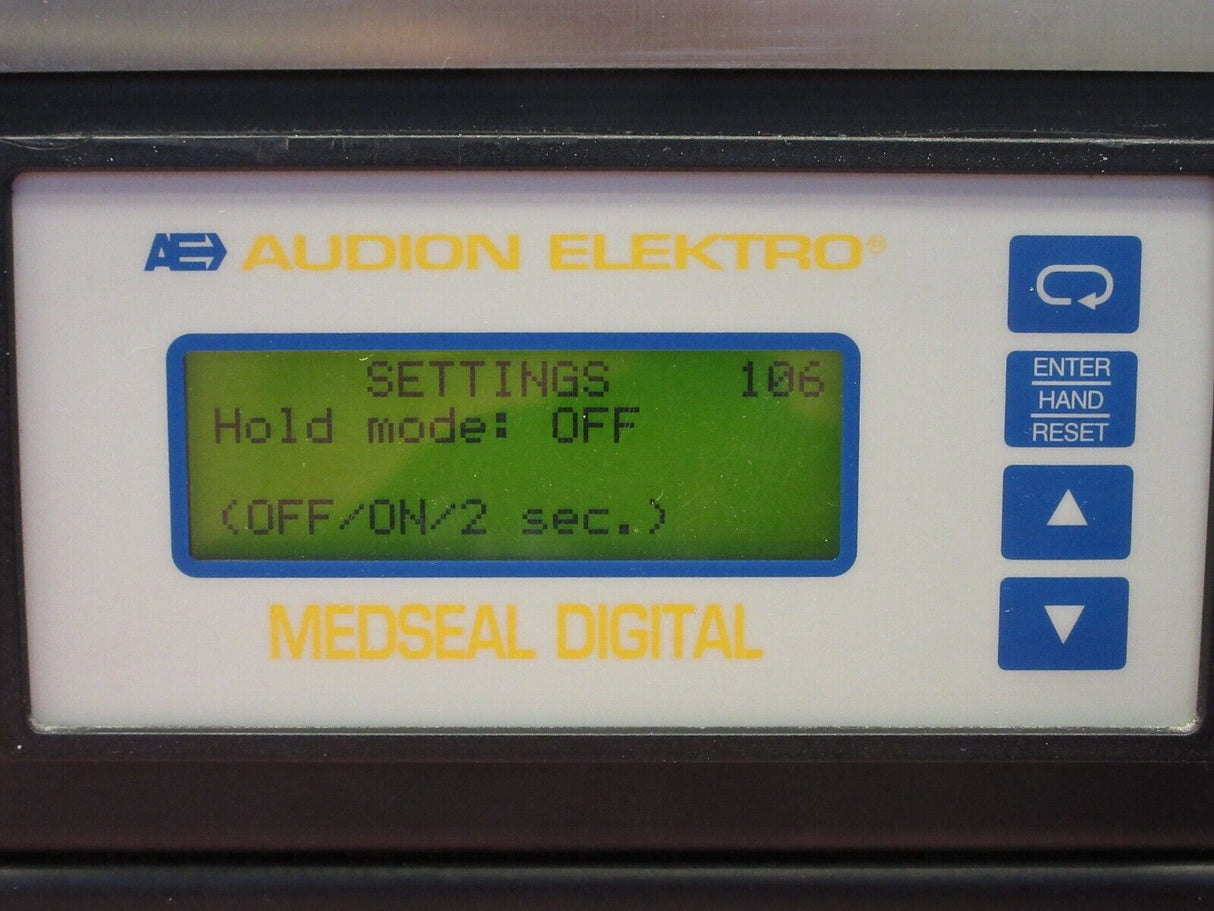 AE AUDION ELEKTRO®
SETTINGS 106
Hold mode: OFF
(OFF/ON/2 sec.)
MEDSEAL DIGITAL
ENTER
HAND
RESET